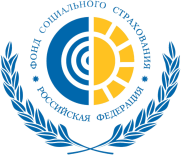 ФОНД СОЦИАЛЬНОГО СТРАХОВАНИЯ
РОССИЙСКАЯ ФЕДЕРАЦИЯ